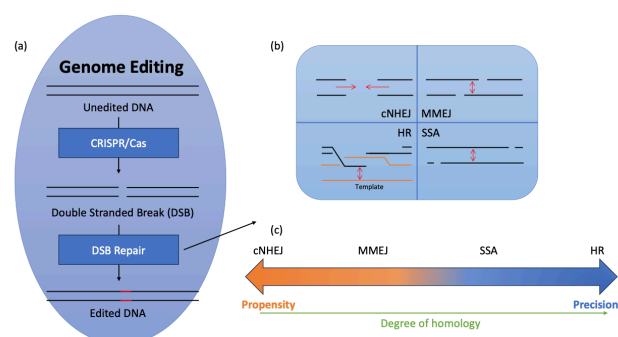 (a)
Genome Editing
Unedited DNA
CRISPR/Cas
Double Stranded Break (DSB)
DSB Repair
Edited DNA
(b)
cNHEJ MMEJ
HR SSA
Template
(c)
cNHEJ MMEJ SSA HR
Propensity Precision
Degree of homology